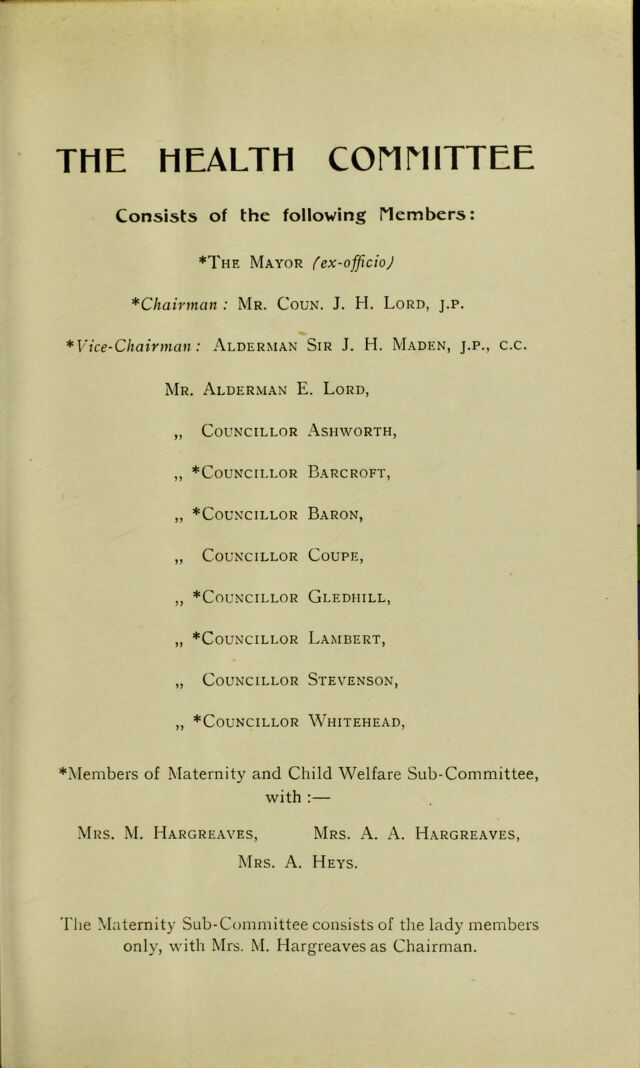 THE HEALTH COMMITTEE
Consists of the following Members:
*The Mayor (ex-officio)
*Chairman: Mr. Coun. J. H. Lord, J.P.
*Vice-Chairman: Alderman Sir J. H. Maden, J.P., C.C.
Mr. Alderman E. Lord,
„ Councillor Ashworth,
„ *Councillor Barcroft,
„ *Councillor Baron,
„ Councillor Coupe,
„ *Councillor Gledhill,
„ *Councillor Lambert,
„ Councillor Stevenson,
„ *Councillor Whitehead,
*Members of Maternity and Child Welfare Sub-Committee,
with :—
Mrs. M. Hargreaves, Mrs. A. A. Hargreaves,
Mrs. A. Heys.
The Maternity Sub-Committee consists of the lady members
only, with Mrs. M. Hargreaves as Chairman.